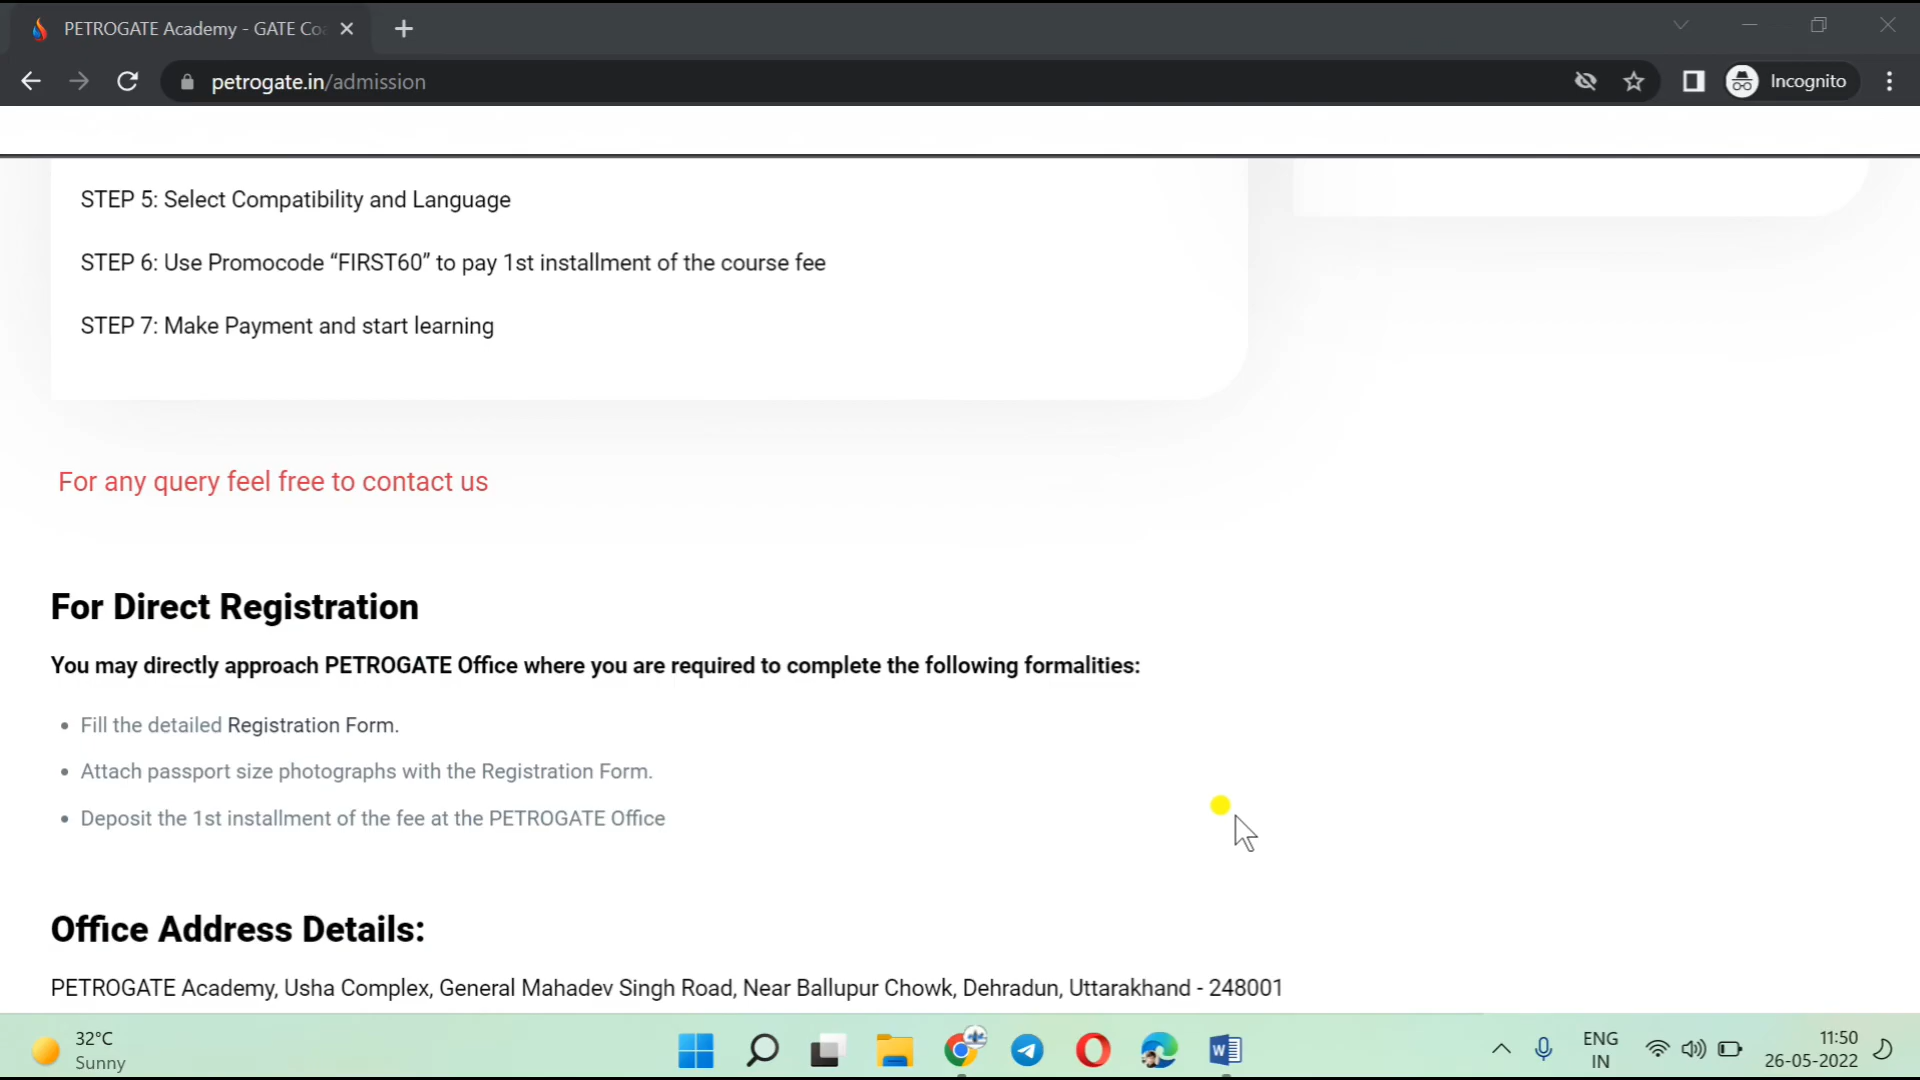 PETROGATE Academy - GATE Co
petrogate.in/admission
Incognito
STEP 5: Select Compatibility and Language
STEP 6: Use Promocode “FIRST60” to pay 1st installment of the course fee
STEP 7: Make Payment and start learning
For any query feel free to contact us
For Direct Registration
You may directly approach PETROGATE Office where you are required to complete the following formalities:
• Fill the detailed Registration Form.
• Attach passport size photographs with the Registration Form.
• Deposit the 1st installment of the fee at the PETROGATE Office
Office Address Details:
PETROGATE Academy, Usha Complex, General Mahadev Singh Road, Near Ballupur Chowk, Dehradun, Uttarakhand - 248001
32°C
Sunny
W
ENG
IN
11:50
26-05-2022